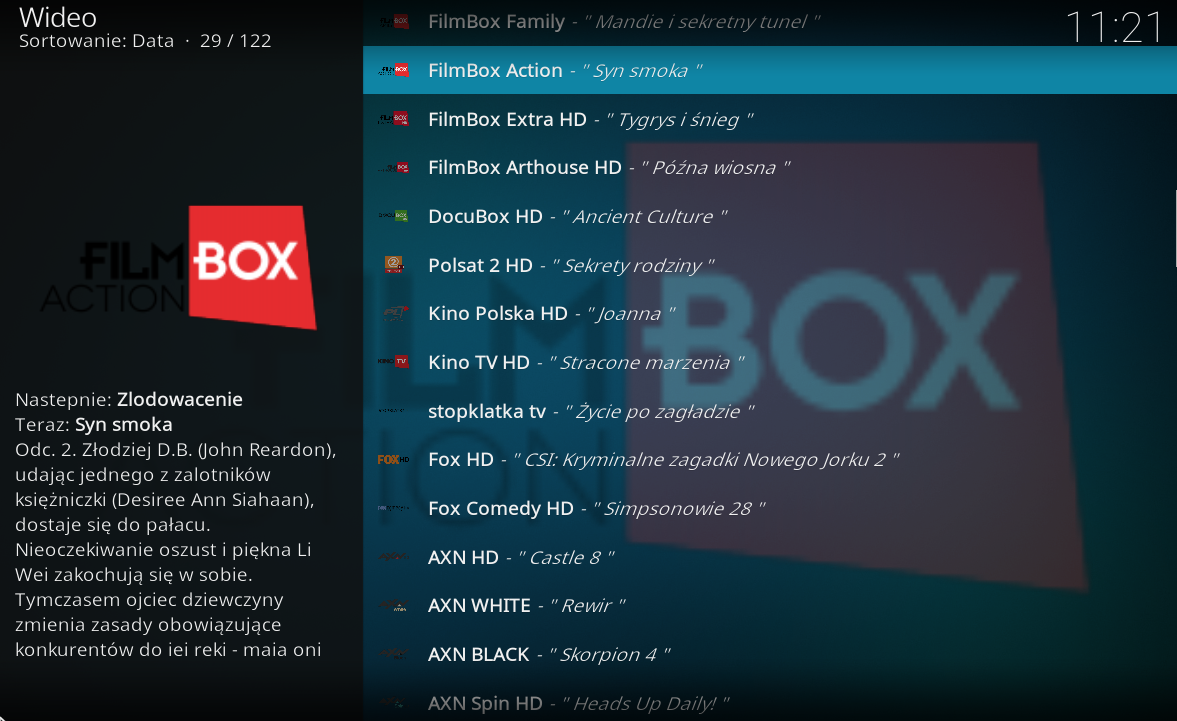 Wideo
Sortowanie: Data · 29 / 122
11:21
FILMBOX
ACTION
Nastepnie: Zlodowacenie
Teraz: Syn smoka
Odc. 2. Złodziej D.B. (John Reardon),
udając jednego z zalotników
księżniczki (Desiree Ann Siahaan),
dostaje się do pałacu.
Nieoczekiwanie oszust i piękna Li
Wei zakochują się w sobie.
Tymczasem ojciec dziewczyny
zmienia zasady obowiązujące
konkurentów do jej ręki - mają oni
FilmBox Family - " Mandie i sekretny tunel "
FilmBox Action - " Syn smoka "
FilmBox Extra HD - " Tygrys i śnieg "
FilmBox Arthouse HD - " Późna wiosna "
DocuBox HD - " Ancient Culture "
Polsat 2 HD - " Sekrety rodziny "
Kino Polska HD - " Joanna "
Kino TV HD - " Stracone marzenia "
stopklatka tv - " Życie po zagładzie "
Fox HD - " CSI: Kryminalne zagadki Nowego Jorku 2 "
Fox Comedy HD - " Simpsonowie 28 "
AXN HD - " Castle 8 "
AXN WHITE - " Rewir "
AXN BLACK - " Skorpion 4 "
AXN Spin HD - " Heads Up Daily! "
FILMBOX
ACTION